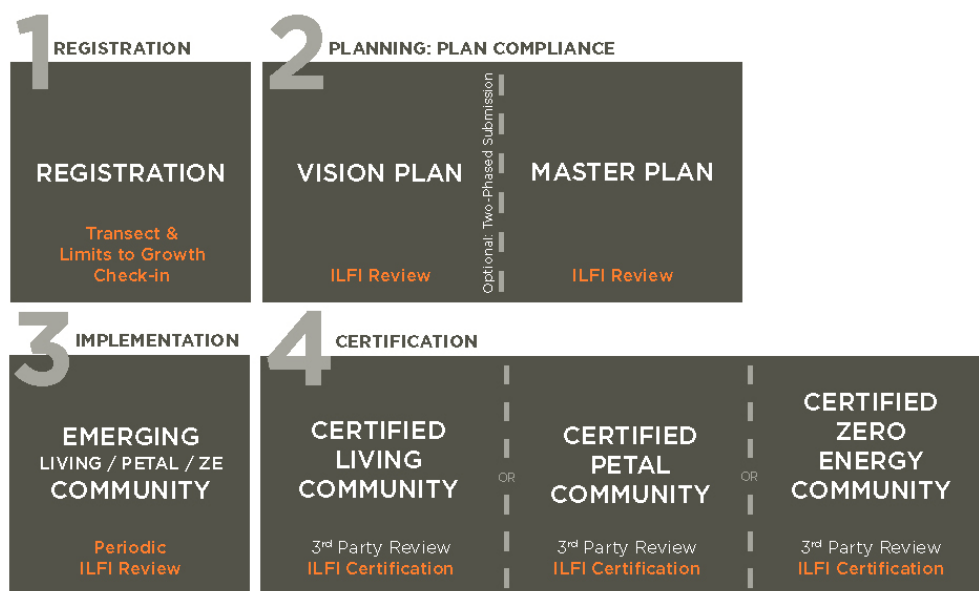 1 REGISTRATION
REGISTRATION
Transect &
Limits to Growth
Check-in
2 PLANNING: PLAN COMPLIANCE
VISION PLAN
ILFI Review
Optional: Two-Phased Submission
MASTER PLAN
ILFI Review
3 IMPLEMENTATION
EMERGING
LIVING / PETAL / ZE
COMMUNITY
Periodic
ILFI Review
4 CERTIFICATION
CERTIFIED
LIVING
COMMUNITY
3rd Party Review
ILFI Certification
OR
CERTIFIED
PETAL
COMMUNITY
3rd Party Review
ILFI Certification
OR
CERTIFIED
ZERO
ENERGY
COMMUNITY
3rd Party Review
ILFI Certification